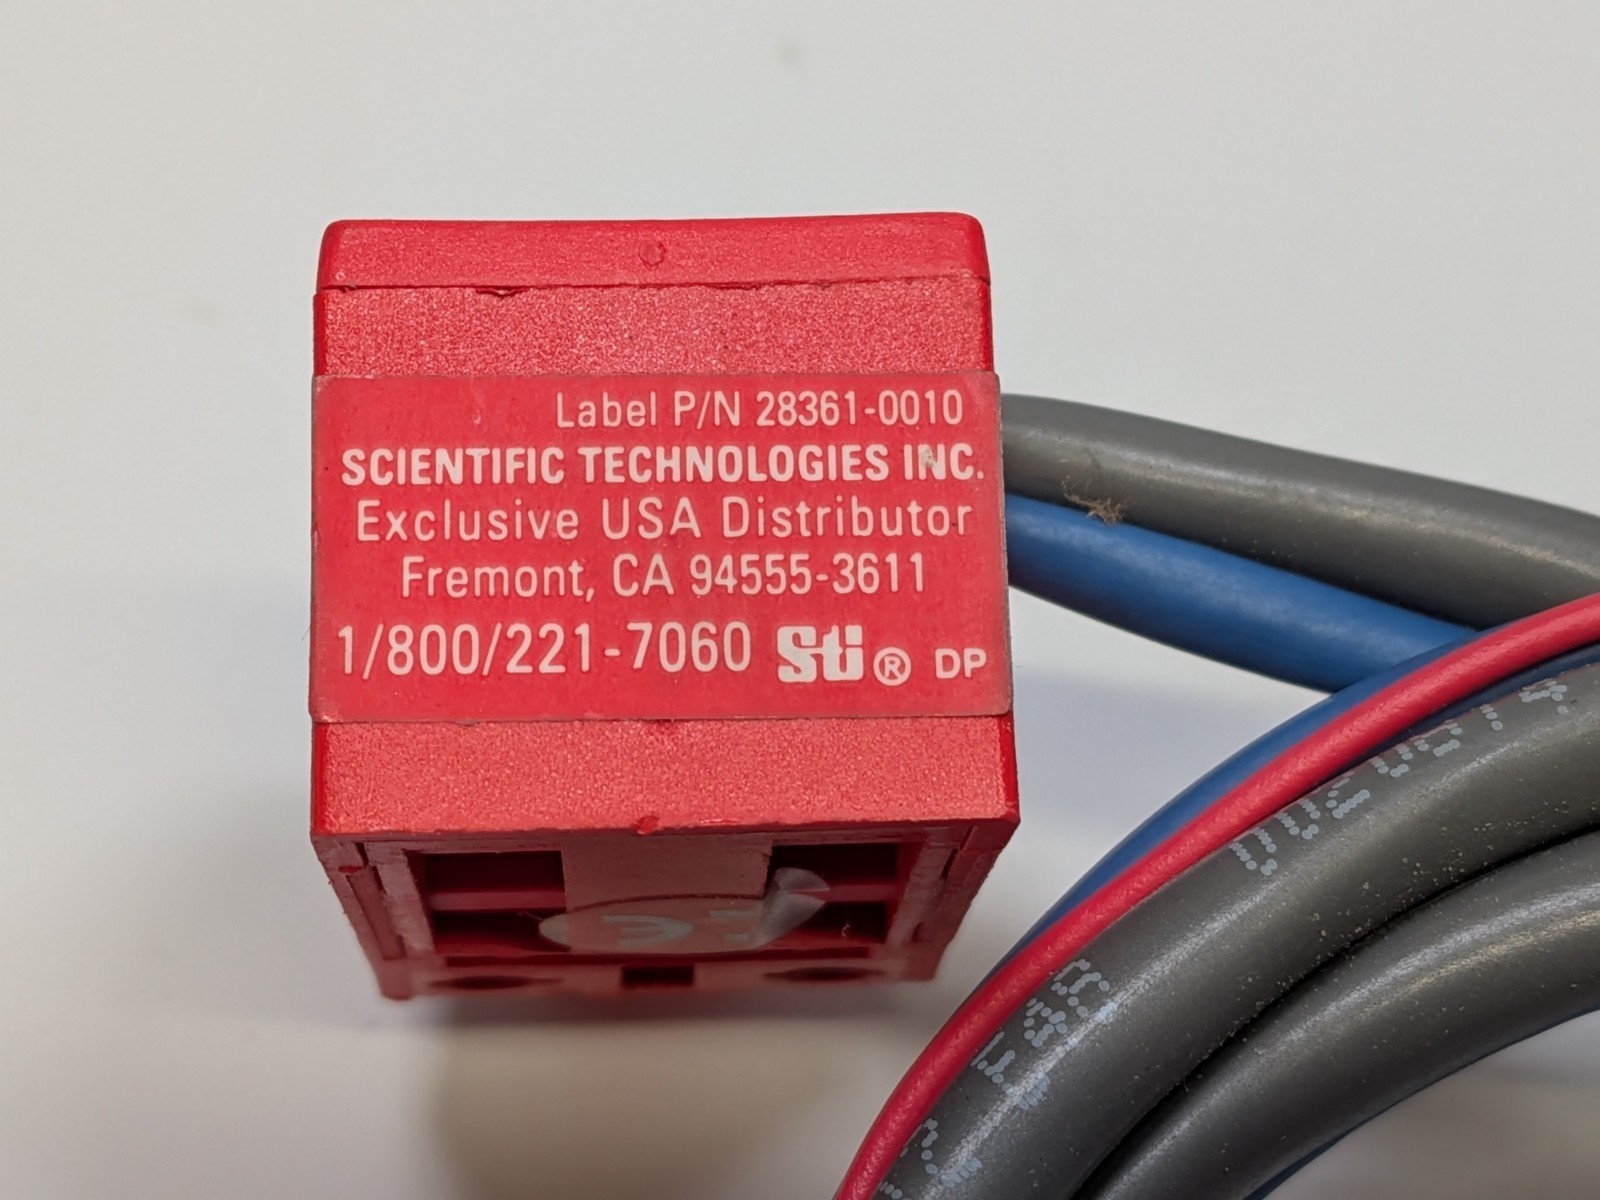 Label P/N 28361-0010
SCIENTIFIC TECHNOLOGIES INC.
Exclusive USA Distributor
Fremont, CA 94555-3611
1/800/221-7060 Sti ® DP
CE